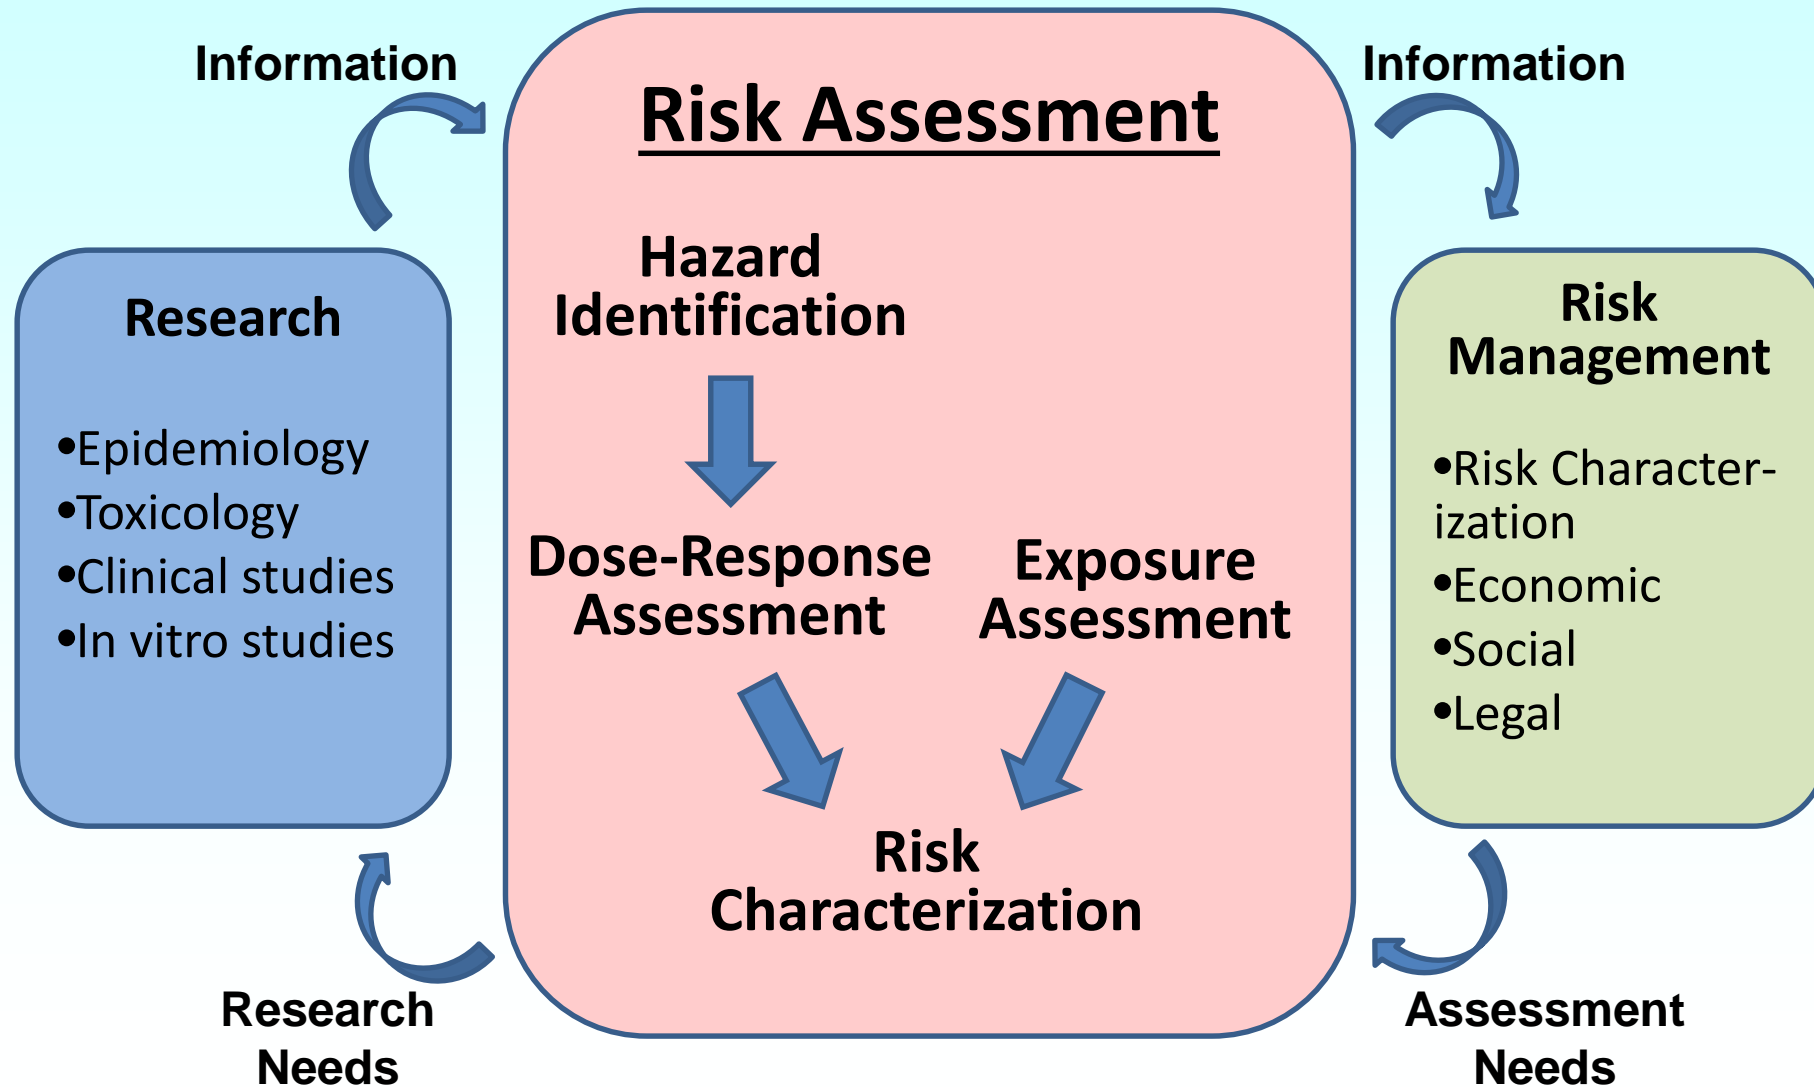 Information
Risk Assessment
Information
Research
•Epidemiology
•Toxicology
•Clinical studies
•In vitro studies
Hazard
Identification
Dose-Response
Assessment
Exposure
Assessment
Risk
Characterization
Risk
Management
•Risk Character-
ization
•Economic
•Social
•Legal
Research
Needs
Assessment
Needs